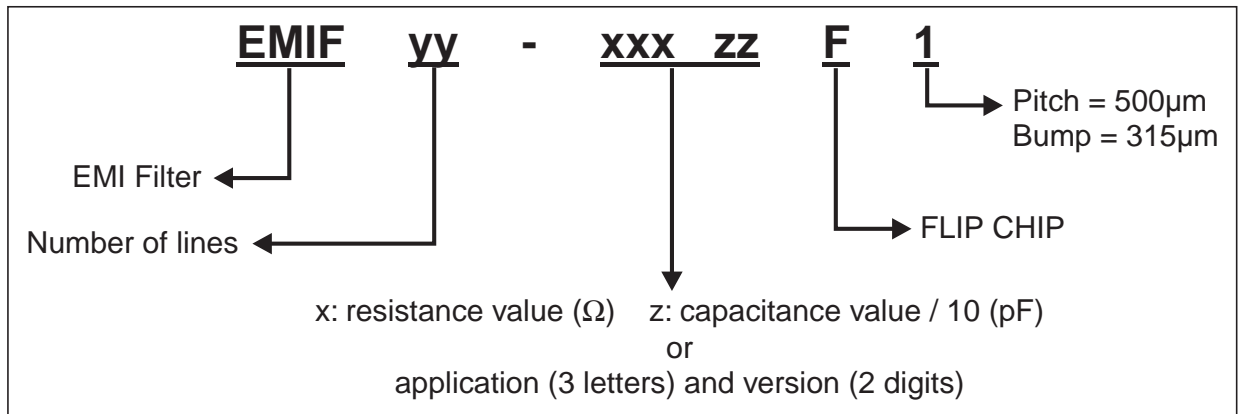 EMIF yy - xxx zz F 1
Pitch = 500µm
Bump = 315µm
EMI Filter
Number of lines
FLIP CHIP
x: resistance value (Ω) z: capacitance value / 10 (pF)
or
application (3 letters) and version (2 digits)